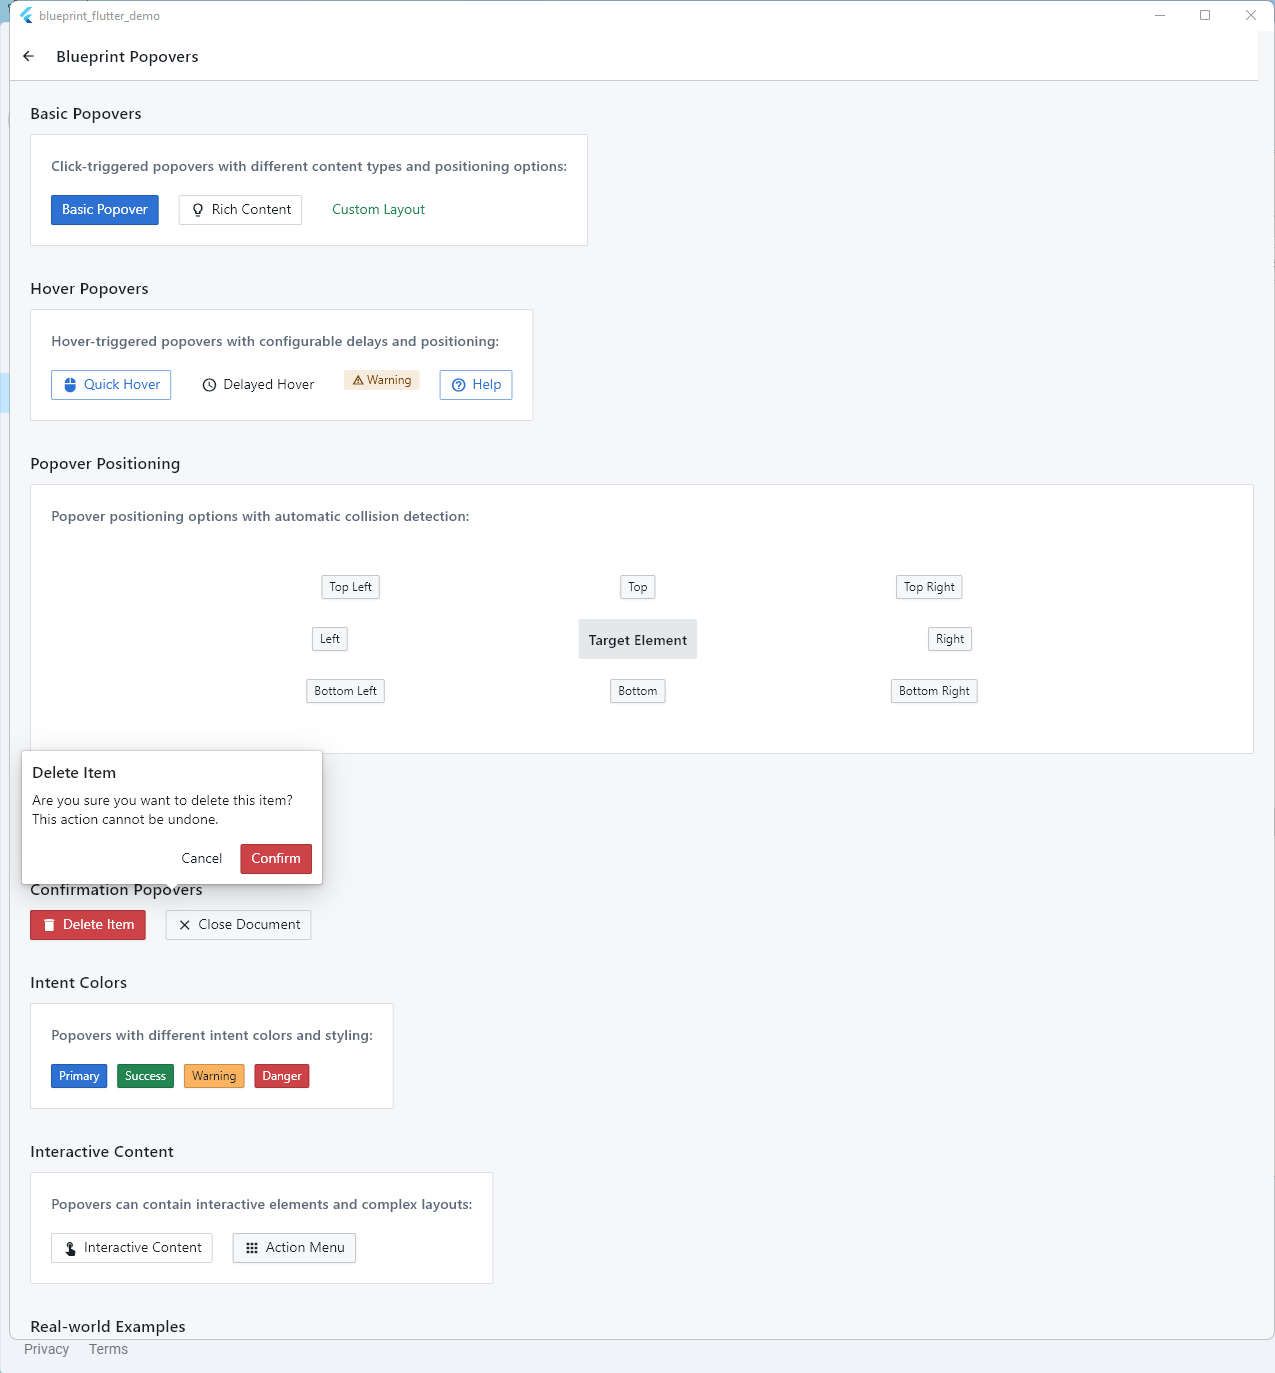 blueprint_flutter_demo
Blueprint Popovers
Basic Popovers
Click-triggered popovers with different content types and positioning options:
Basic Popover
Rich Content
Custom Layout
Hover Popovers
Hover-triggered popovers with configurable delays and positioning:
Quick Hover
Delayed Hover
Warning
Help
Popover Positioning
Popover positioning options with automatic collision detection:
Top Left
Top
Top Right
Left
Target Element
Right
Bottom Left
Bottom
Bottom Right
Delete Item
Are you sure you want to delete this item?
This action cannot be undone.
Cancel
Confirm
Confirmation Popovers
Delete Item
Close Document
Intent Colors
Popovers with different intent colors and styling:
Primary
Success
Warning
Danger
Interactive Content
Popovers can contain interactive elements and complex layouts:
Interactive Content
Action Menu
Real-world Examples
Privacy
Terms